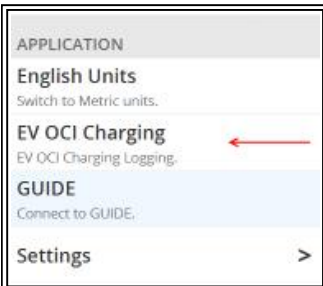 APPLICATION
English Units
Switch to Metric units.
EV OCI Charging
EV OCI Charging Logging.
GUIDE
Connect to GUIDE.
Settings >